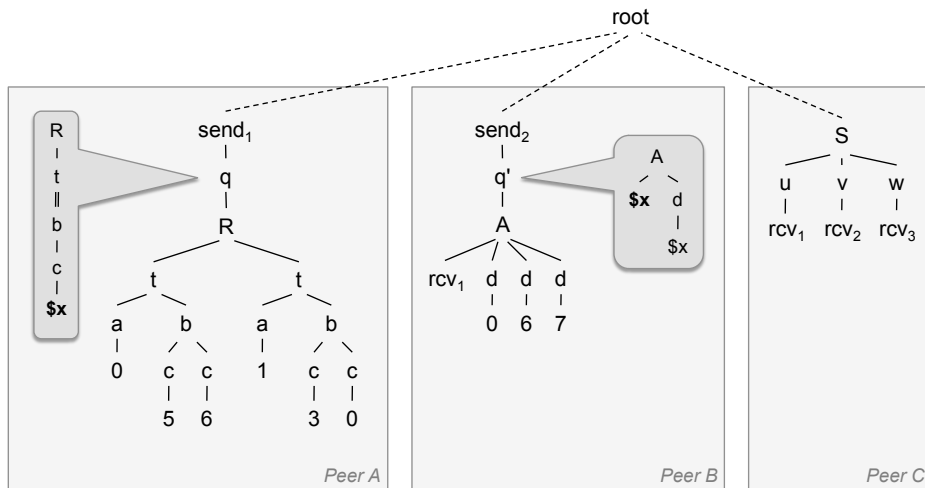 root
send₁
send₂
S
R
t
b
c
$x
q
q'
A
$x
d
$x
u
v
w
R
A
rcv₁
rcv₂
rcv₃
t
t
rcv₁
d
d
d
a
b
a
b
0
6
7
0
c
c
1
c
c
5
6
3
0
Peer A
Peer B
Peer C